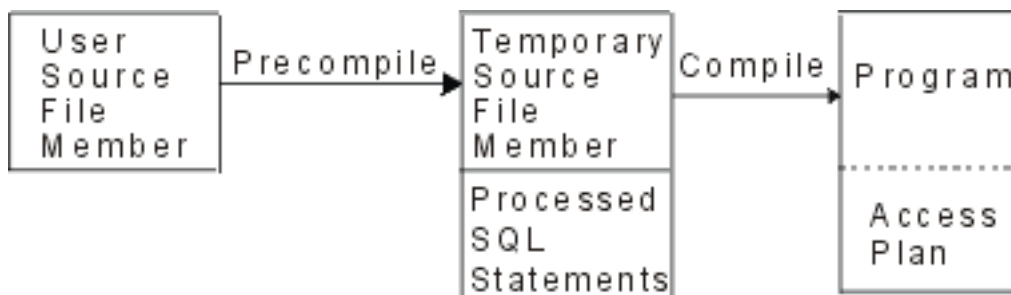 User
Source
File
Member
Precompile
Temporary
Source
File
Member
Processed
SQL
Statements
Compile
Program
Access
Plan